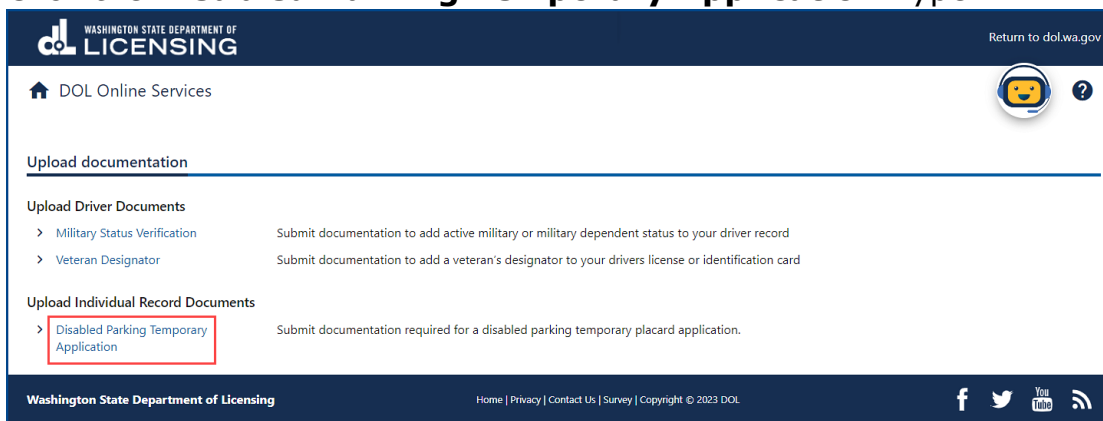 WASHINGTON STATE DEPARTMENT OF
LICENSING
Return to dol.wa.gov
DOL Online Services
?
Upload documentation
Upload Driver Documents
Military Status Verification Submit documentation to add active military or military dependent status to your driver record
Veteran Designator Submit documentation to add a veteran's designator to your drivers license or identification card
Upload Individual Record Documents
Disabled Parking Temporary Submit documentation required for a disabled parking temporary placard application.
Application
Washington State Department of Licensing Home | Privacy | Contact Us | Survey | Copyright © 2023 DOL f You
Tube